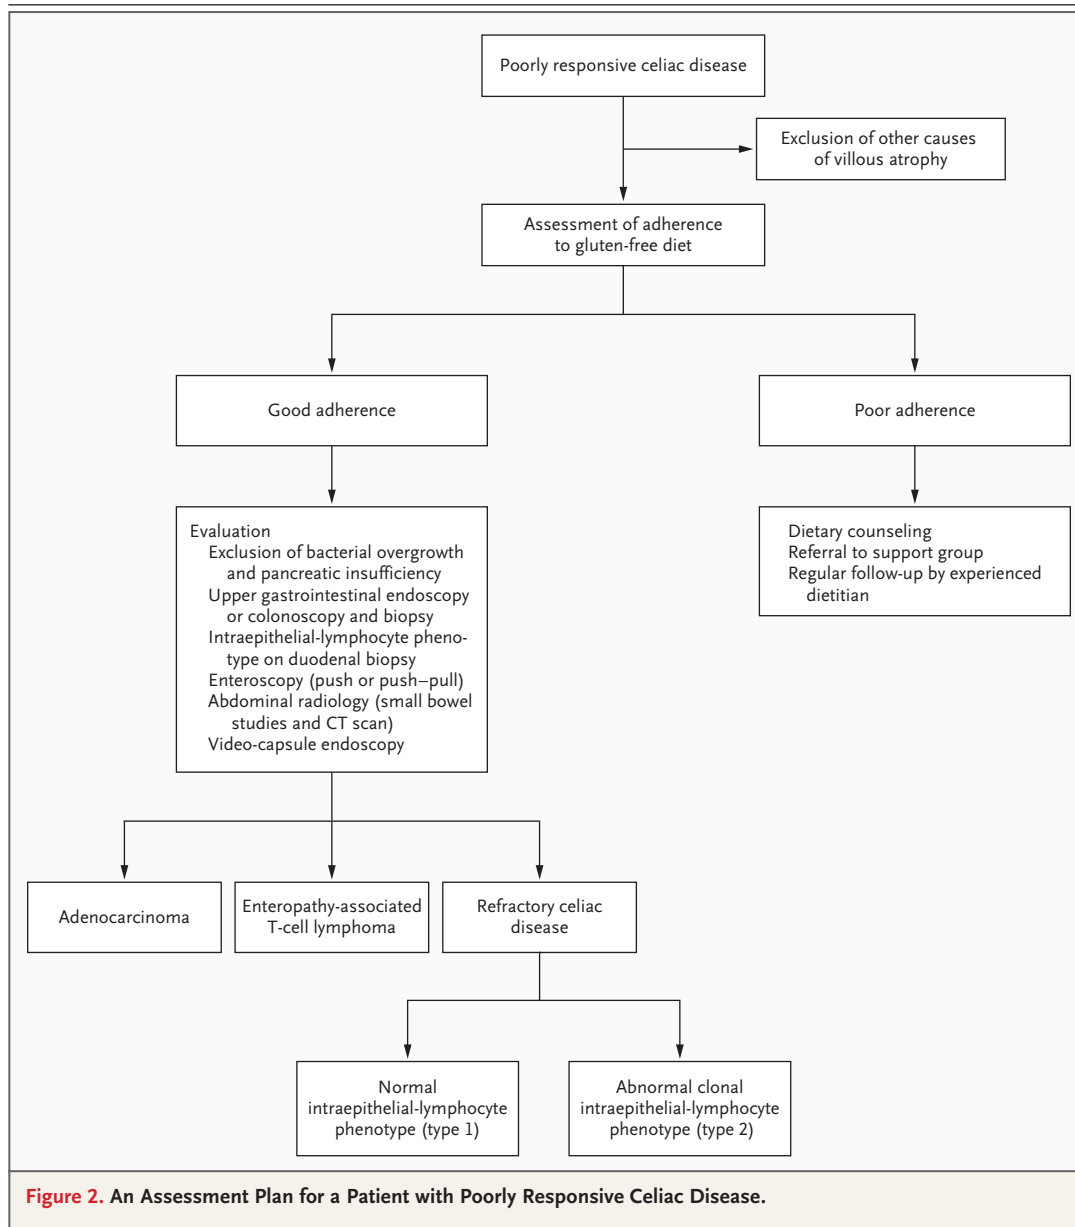 Poorly responsive celiac disease
Exclusion of other causes
of villous atrophy
Assessment of adherence
to gluten-free diet
Good adherence
Poor adherence
Evaluation
Exclusion of bacterial overgrowth
and pancreatic insufficiency
Upper gastrointestinal endoscopy
or colonoscopy and biopsy
Intraepithelial-lymphocyte pheno-
type on duodenal biopsy
Enteroscopy (push or push–pull)
Abdominal radiology (small bowel
studies and CT scan)
Video-capsule endoscopy
Dietary counseling
Referral to support group
Regular follow-up by experienced
dietitian
Adenocarcinoma
Enteropathy-associated
T-cell lymphoma
Refractory celiac
disease
Normal
intraepithelial-lymphocyte
phenotype (type 1)
Abnormal clonal
intraepithelial-lymphocyte
phenotype (type 2)
Figure 2. An Assessment Plan for a Patient with Poorly Responsive Celiac Disease.